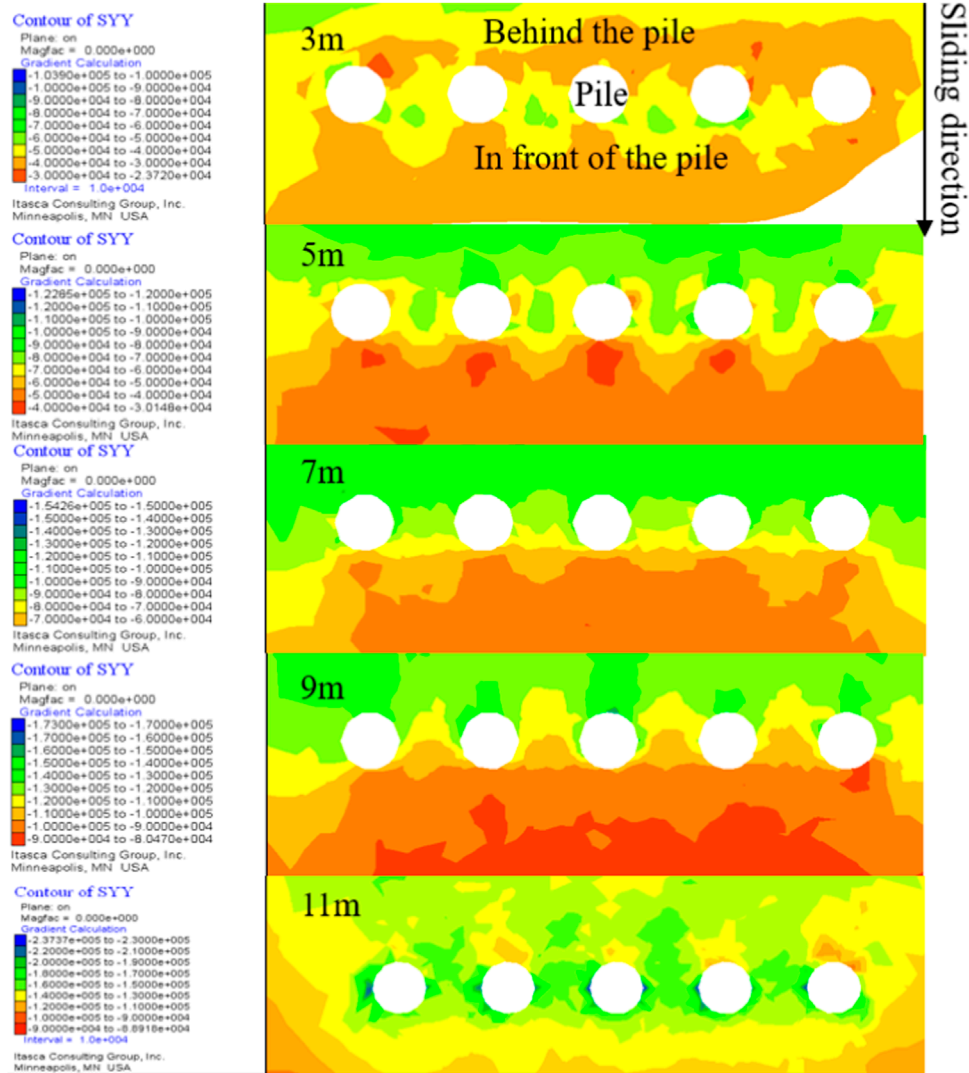 Contour of SYY
Plane: on
Magfac = 0.000e+000
Gradient Calculation
-1.0390e+005 to -1.0000e+005
-1.0000e+005 to -9.0000e+004
-9.0000e+004 to -8.0000e+004
-8.0000e+004 to -7.0000e+004
-7.0000e+004 to -6.0000e+004
-6.0000e+004 to -5.0000e+004
-5.0000e+004 to -4.0000e+004
-4.0000e+004 to -3.0000e+004
-3.0000e+004 to -2.3720e+004
Interval = 1.0e+004
Itasca Consulting Group, Inc.
Minneapolis, MN USA
3m
Behind the pile
Pile
In front of the pile
Sliding direction
Contour of SYY
Plane: on
Magfac = 0.000e+000
Gradient Calculation
-1.2285e+005 to -1.2000e+005
-1.2000e+005 to -1.1000e+005
-1.1000e+005 to -1.0000e+005
-1.0000e+005 to -9.0000e+004
-9.0000e+004 to -8.0000e+004
-8.0000e+004 to -7.0000e+004
-7.0000e+004 to -6.0000e+004
-6.0000e+004 to -5.0000e+004
-5.0000e+004 to -4.0000e+004
-4.0000e+004 to -3.0148e+004
Itasca Consulting Group, Inc.
Minneapolis, MN USA
5m
Contour of SYY
Plane: on
Magfac = 0.000e+000
Gradient Calculation
-1.5426e+005 to -1.5000e+005
-1.5000e+005 to -1.4000e+005
-1.4000e+005 to -1.3000e+005
-1.3000e+005 to -1.2000e+005
-1.2000e+005 to -1.1000e+005
-1.1000e+005 to -1.0000e+005
-1.0000e+005 to -9.0000e+004
-9.0000e+004 to -8.0000e+004
-8.0000e+004 to -7.0000e+004
-7.0000e+004 to -6.0000e+004
Itasca Consulting Group, Inc.
Minneapolis, MN USA
7m
Contour of SYY
Plane: on
Magfac = 0.000e+000
Gradient Calculation
-1.7300e+005 to -1.7000e+005
-1.7000e+005 to -1.6000e+005
-1.6000e+005 to -1.5000e+005
-1.5000e+005 to -1.4000e+005
-1.4000e+005 to -1.3000e+005
-1.3000e+005 to -1.2000e+005
-1.2000e+005 to -1.1000e+005
-1.1000e+005 to -1.0000e+005
-1.0000e+005 to -9.0000e+004
-9.0000e+004 to -8.0470e+004
Itasca Consulting Group, Inc.
Minneapolis, MN USA
9m
Contour of SYY
Plane: on
Magfac = 0.000e+000
Gradient Calculation
-2.3737e+005 to -2.3000e+005
-2.2000e+005 to -2.1000e+005
-2.0000e+005 to -1.9000e+005
-1.8000e+005 to -1.7000e+005
-1.6000e+005 to -1.5000e+005
-1.4000e+005 to -1.3000e+005
-1.2000e+005 to -1.1000e+005
-1.0000e+005 to -9.0000e+004
-9.0000e+004 to -8.8918e+004
Interval = 1.0e+004
Itasca Consulting Group, Inc.
Minneapolis, MN USA
11m